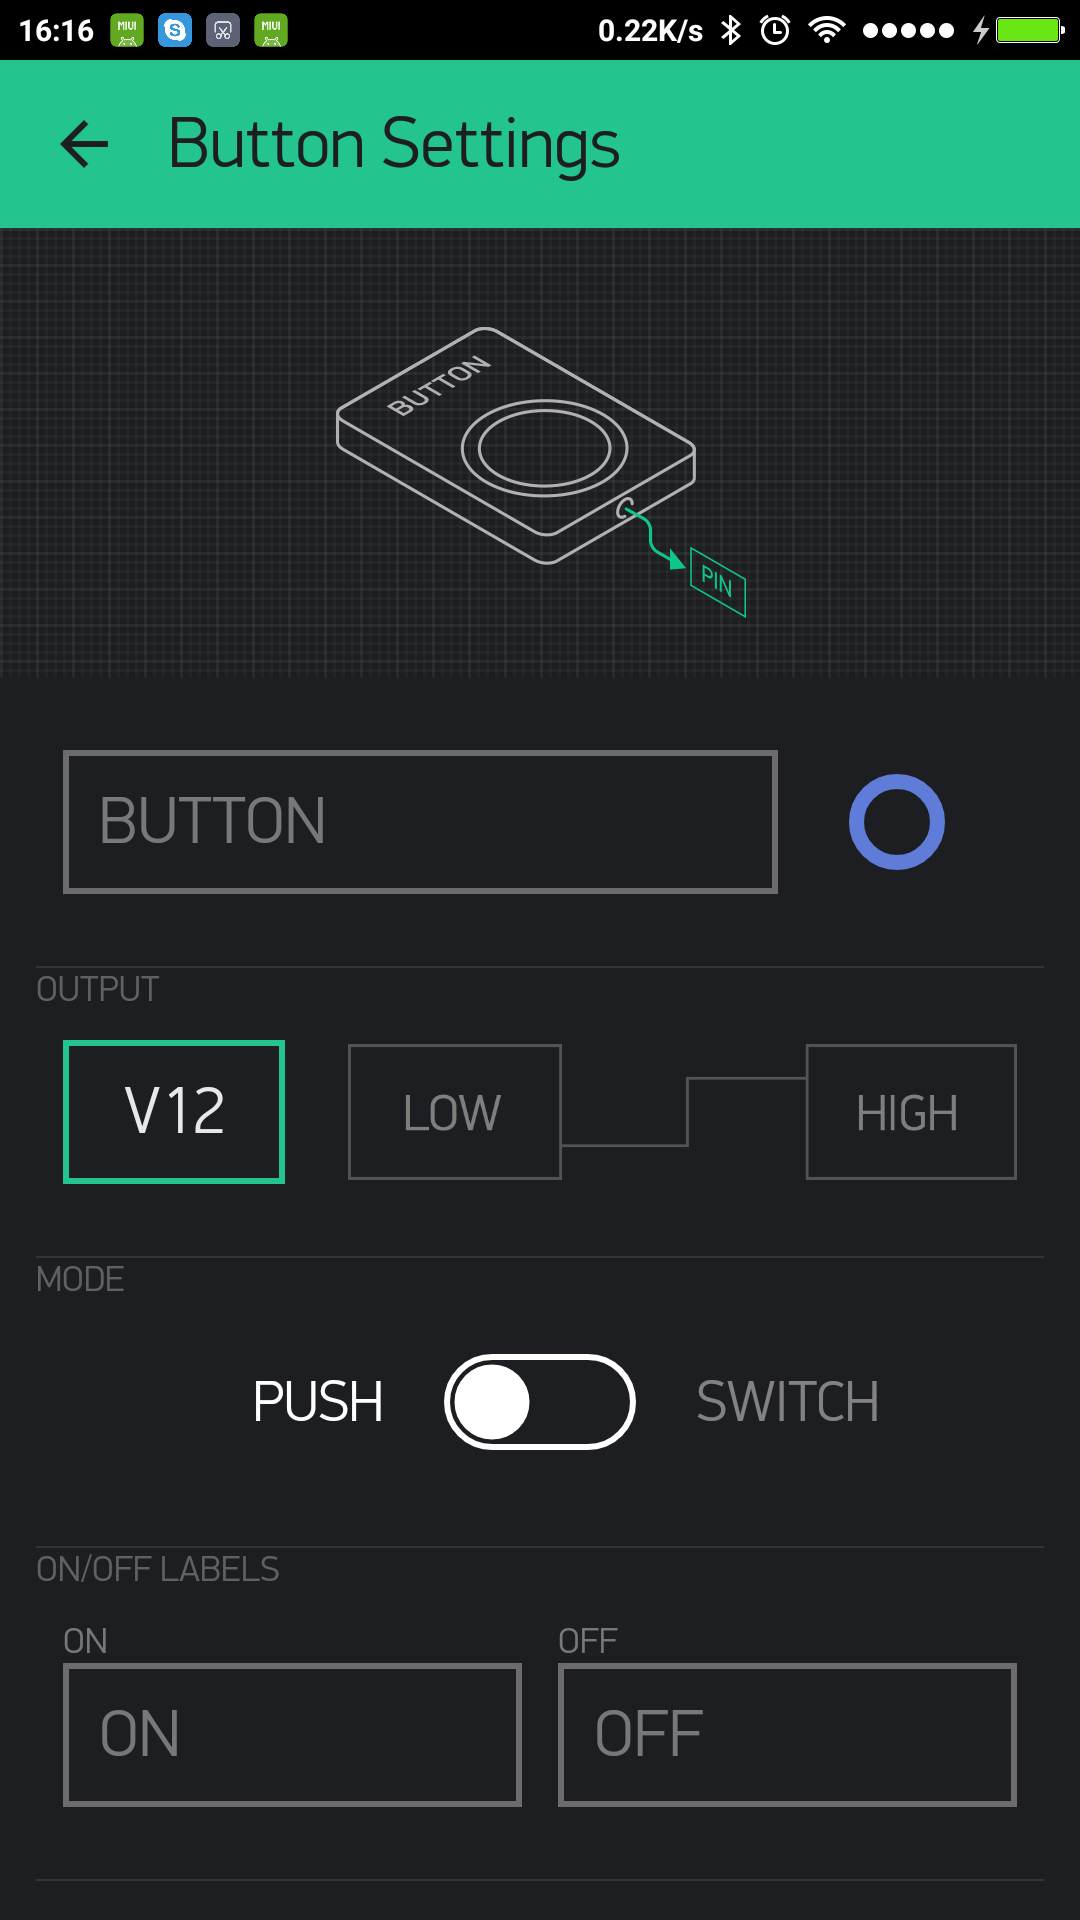 16:16 MIUI MIUI 0.22K/s
Button Settings
BUTTON
PIN
BUTTON
OUTPUT
V12 LOW HIGH
MODE
PUSH SWITCH
ON/OFF LABELS
ON OFF
ON OFF